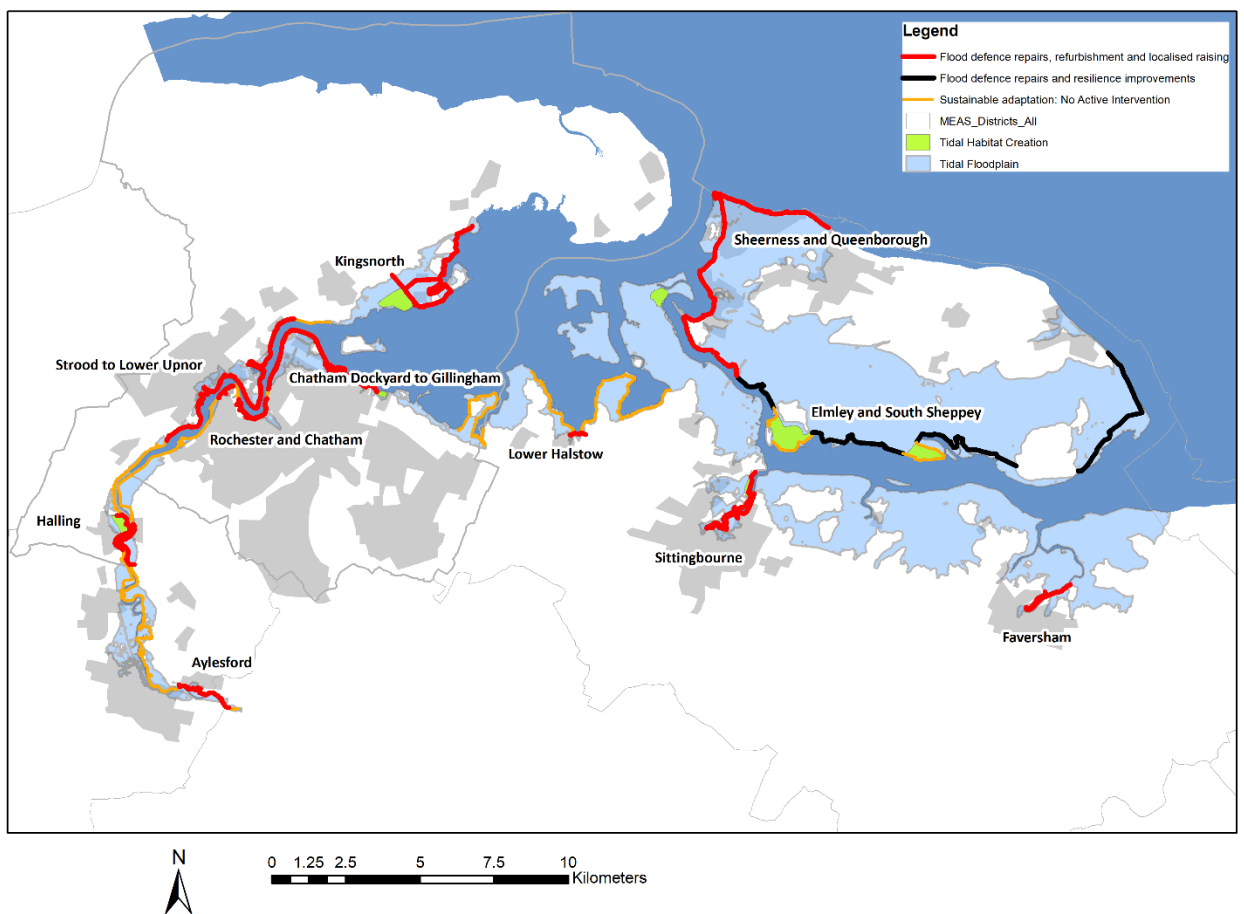 Legend
Flood defence repairs, refurbishment and localised raising
Flood defence repairs and resilience improvements
Sustainable adaptation: No Active Intervention
MEAS_Districts_All
Tidal Habitat Creation
Tidal Floodplain
Sheerness and Queenborough
Kingsnorth
Strood to Lower Upnor
Chatham Dockyard to Gillingham
Elmley and South Sheppey
Rochester and Chatham
Lower Halstow
Halling
Sittingbourne
Faversham
Aylesford
N
0 1.25 2.5 5 7.5 10
Kilometers